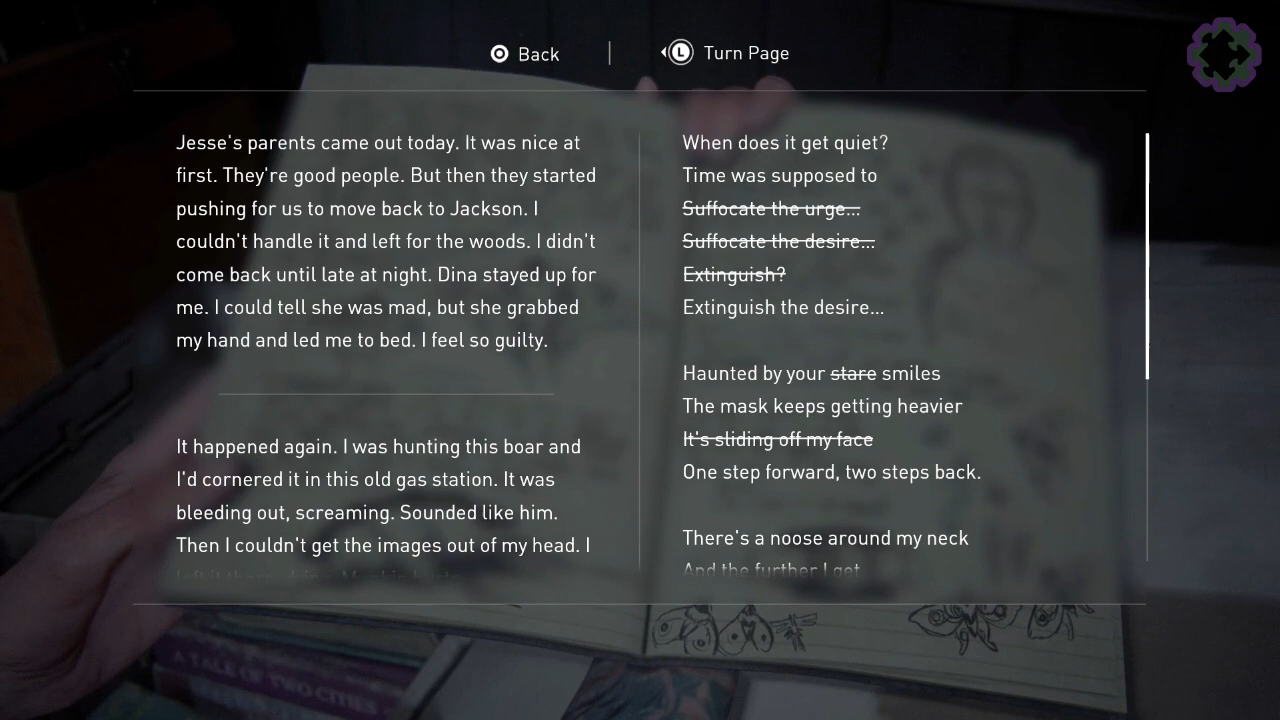 Back
L Turn Page
Jesse's parents came out today. It was nice at
first. They're good people. But then they started
pushing for us to move back to Jackson. I
couldn't handle it and left for the woods. I didn't
come back until late at night. Dina stayed up for
me. I could tell she was mad, but she grabbed
my hand and led me to bed. I feel so guilty.
It happened again. I was hunting this boar and
I'd cornered it in this old gas station. It was
bleeding out, screaming. Sounded like him.
Then I couldn't get the images out of my head. I
When does it get quiet?
Time was supposed to
Suffocate the urge...
Suffocate the desire...
Extinguish?
Extinguish the desire...
Haunted by your stare smiles
The mask keeps getting heavier
It's sliding off my face
One step forward, two steps back.
There's a noose around my neck
And the further I get
A TALE OF TWO CITIES